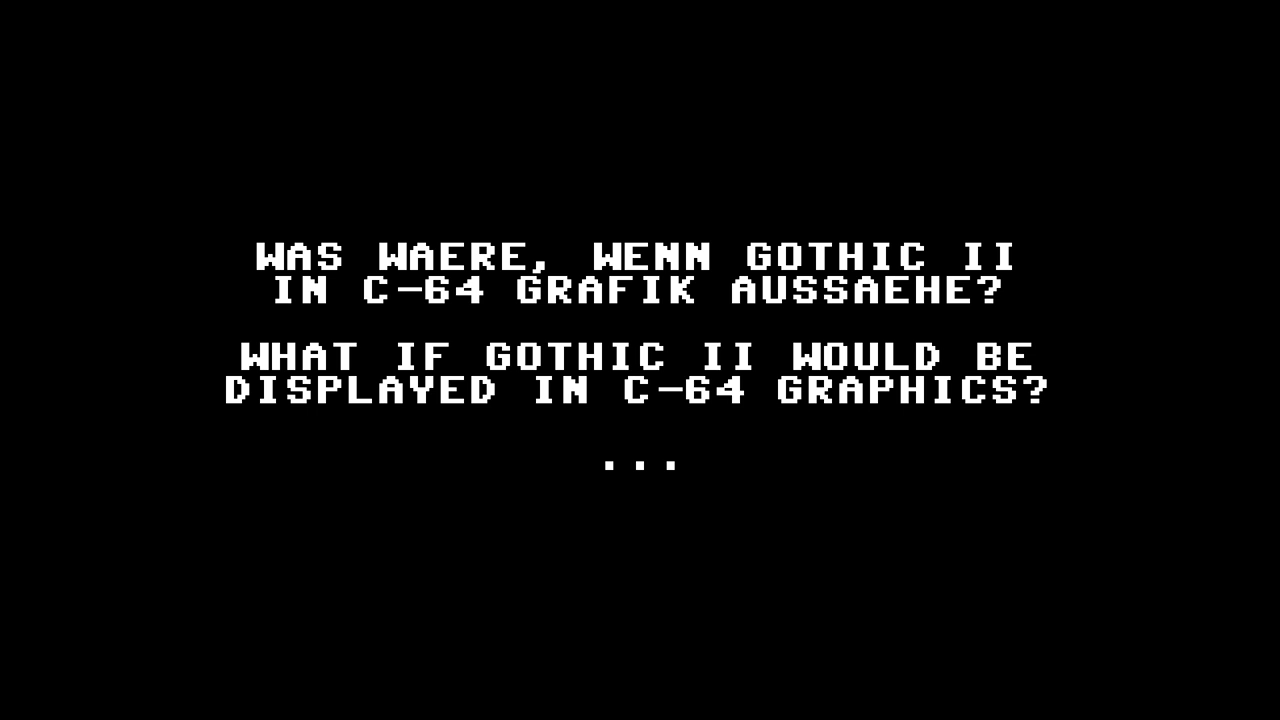 WAS WAERE, WENN GOTHIC II
IN C-64 GRAFIK AUSSAEHE?
WHAT IF GOTHIC II WOULD BE
DISPLAYED IN C-64 GRAPHICS?
...